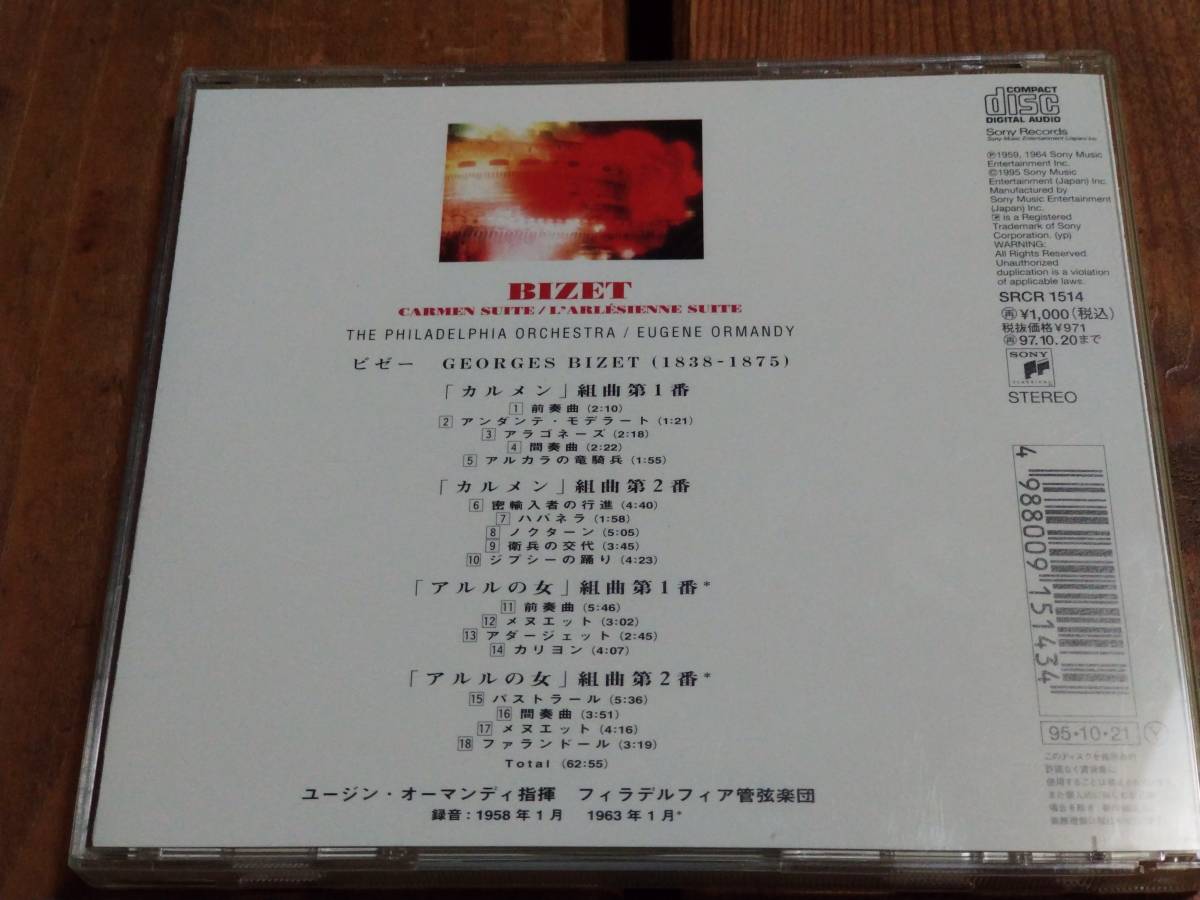 BIZET
CARMEN SUITE / L'ARLÉSIENNE SUITE
THE PHILADELPHIA ORCHESTRA / EUGENE ORMANDY
ビゼー GEORGES BIZET (1838-1875)
「カルメン」組曲第1番
1 前奏曲 (2:10)
2 アンダンテ・モデラート (1:21)
3 アラゴネーズ (2:18)
4 間奏曲 (2:22)
5 アルカラの竜騎兵 (1:55)
「カルメン」組曲第2番
6 密輸入者の行進 (4:40)
7 ハバネラ (1:58)
8 ノクターン (5:05)
9 衛兵の交代 (3:45)
10 ジプシーの踊り (4:23)
「アルルの女」組曲第1番*
11 前奏曲 (5:46)
12 メヌエット (3:02)
13 アダージェット (2:45)
14 カリヨン (4:07)
「アルルの女」組曲第2番*
15 パストラール (5:36)
16 間奏曲 (3:51)
17 メヌエット (4:16)
18 ファランドール (3:19)
Total (62:55)
ユージン・オーマンディ指揮 フィラデルフィア管弦楽団
録音:1958年1月 1963年1月*
COMPACT
disc
DIGITAL AUDIO
Sony Records
Sony Music Entertainment (Japan) Inc.
℗1959, 1964 Sony Music
Entertainment Inc.
©1995 Sony Music
Entertainment (Japan) Inc.
Manufactured by
Sony Music Entertainment
(Japan) Inc.
is a Registered
Trademark of Sony
Corporation. (yp)
WARNING:
All Rights Reserved.
Unauthorized
duplication is a violation
of applicable laws.
SRCR 1514
再 ¥1,000(税込)
税抜価格¥971
再 97.10.20まで
SONY
CLASSICAL
STEREO
4 988009 151434
95・10・21 Y